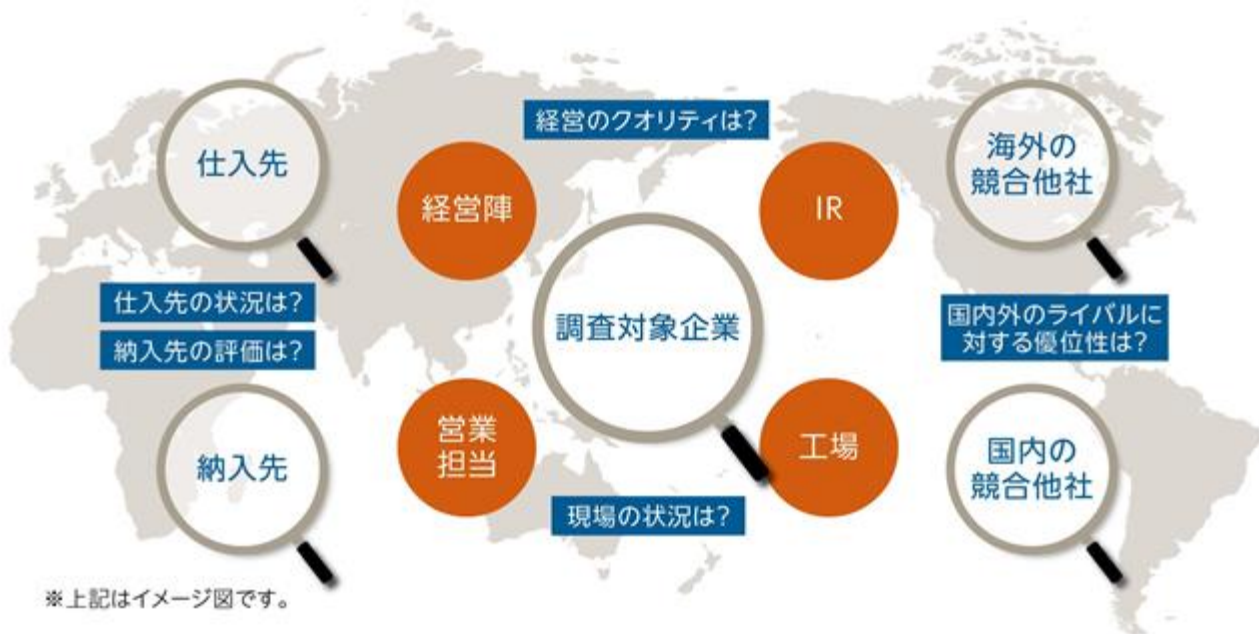 仕入先
仕入先の状況は?
納入先の評価は?
納入先
経営のクオリティは?
経営陣
IR
調査対象企業
営業
担当
工場
現場の状況は?
海外の
競合他社
国内外のライバルに
対する優位性は?
国内の
競合他社
※上記はイメージ図です。